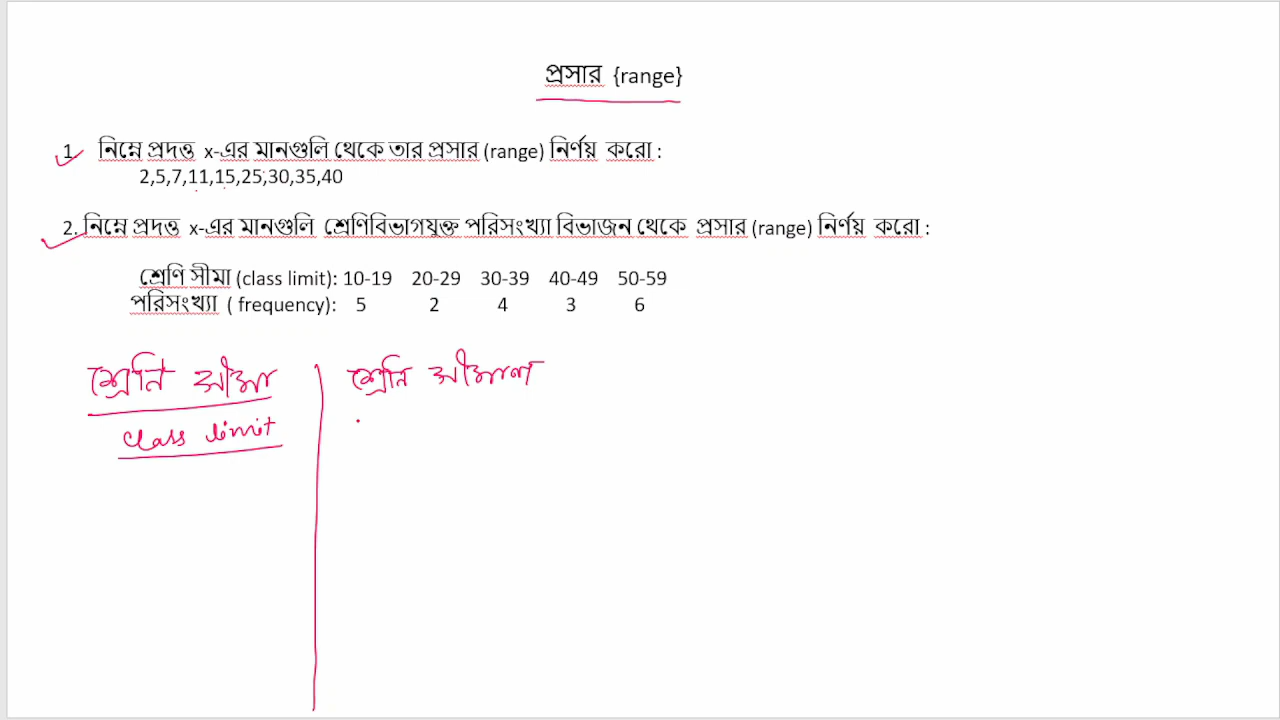 প্রসার {range}
1 নিম্নে প্রদত্ত x-এর মানগুলি থেকে তার প্রসার (range) নির্ণয় করো :
2,5,7,11,15,25,30,35,40
2. নিম্নে প্রদত্ত x-এর মানগুলি শ্রেণিবিভাগযুক্ত পরিসংখ্যা বিভাজন থেকে প্রসার (range) নির্ণয় করো :
শ্রেণি সীমা (class limit): 10-19 20-29 30-39 40-49 50-59
পরিসংখ্যা ( frequency): 5 2 4 3 6
শ্রেনি সীমা শ্রেনি সীমানা
class limit